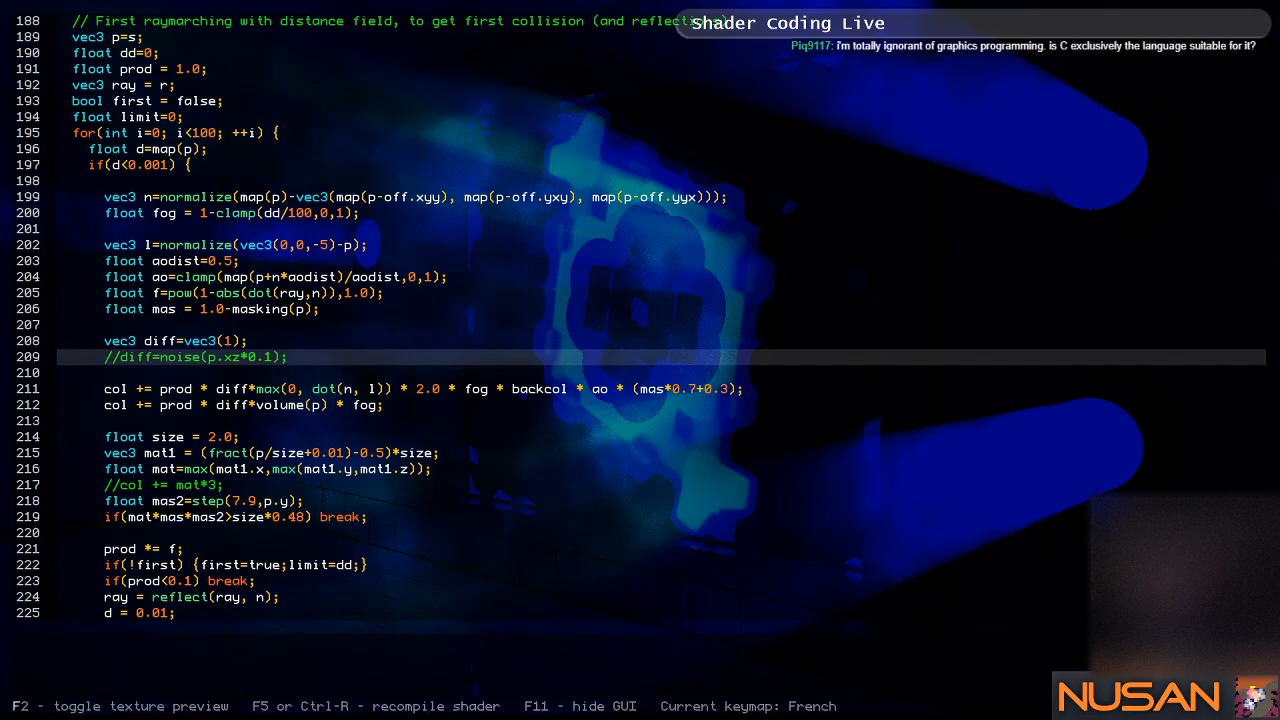 188 // First raymarching with distance field, to get first collision (and reflect
Shader Coding Live
Piq9117: i'm totally ignorant of graphics programming. is C exclusively the language suitable for it?
189 vec3 p=s;
190 float dd=0;
191 float prod = 1.0;
192 vec3 ray = r;
193 bool first = false;
194 float limit=0;
195 for(int i=0; i<100; ++i) {
196 float d=map(p);
197 if(d<0.001) {
198
199 vec3 n=normalize(map(p)-vec3(map(p-off.xyy), map(p-off.yxy), map(p-off.yyx)));
200 float fog = 1-clamp(dd/100,0,1);
201
202 vec3 l=normalize(vec3(0,0,-5)-p);
203 float aodist=0.5;
204 float ao=clamp(map(p+n*aodist)/aodist,0,1);
205 float f=pow(1-abs(dot(ray,n)),1.0);
206 float mas = 1.0-masking(p);
207
208 vec3 diff=vec3(1);
209 //diff=noise(p.xz*0.1);
210
211 col += prod * diff*max(0, dot(n, l)) * 2.0 * fog * backcol * ao * (mas*0.7+0.3);
212 col += prod * diff*volume(p) * fog;
213
214 float size = 2.0;
215 vec3 mat1 = (fract(p/size+0.01)-0.5)*size;
216 float mat=max(mat1.x,max(mat1.y,mat1.z));
217 //col += mat*3;
218 float mas2=step(7.9,p.y);
219 if(mat*mas*mas2>size*0.48) break;
220
221 prod *= f;
222 if(!first) {first=true;limit=dd;}
223 if(prod<0.1) break;
224 ray = reflect(ray, n);
225 d = 0.01;
F2 - toggle texture preview F5 or Ctrl-R - recompile shader F11 - hide GUI Current keymap: French
NUSAN